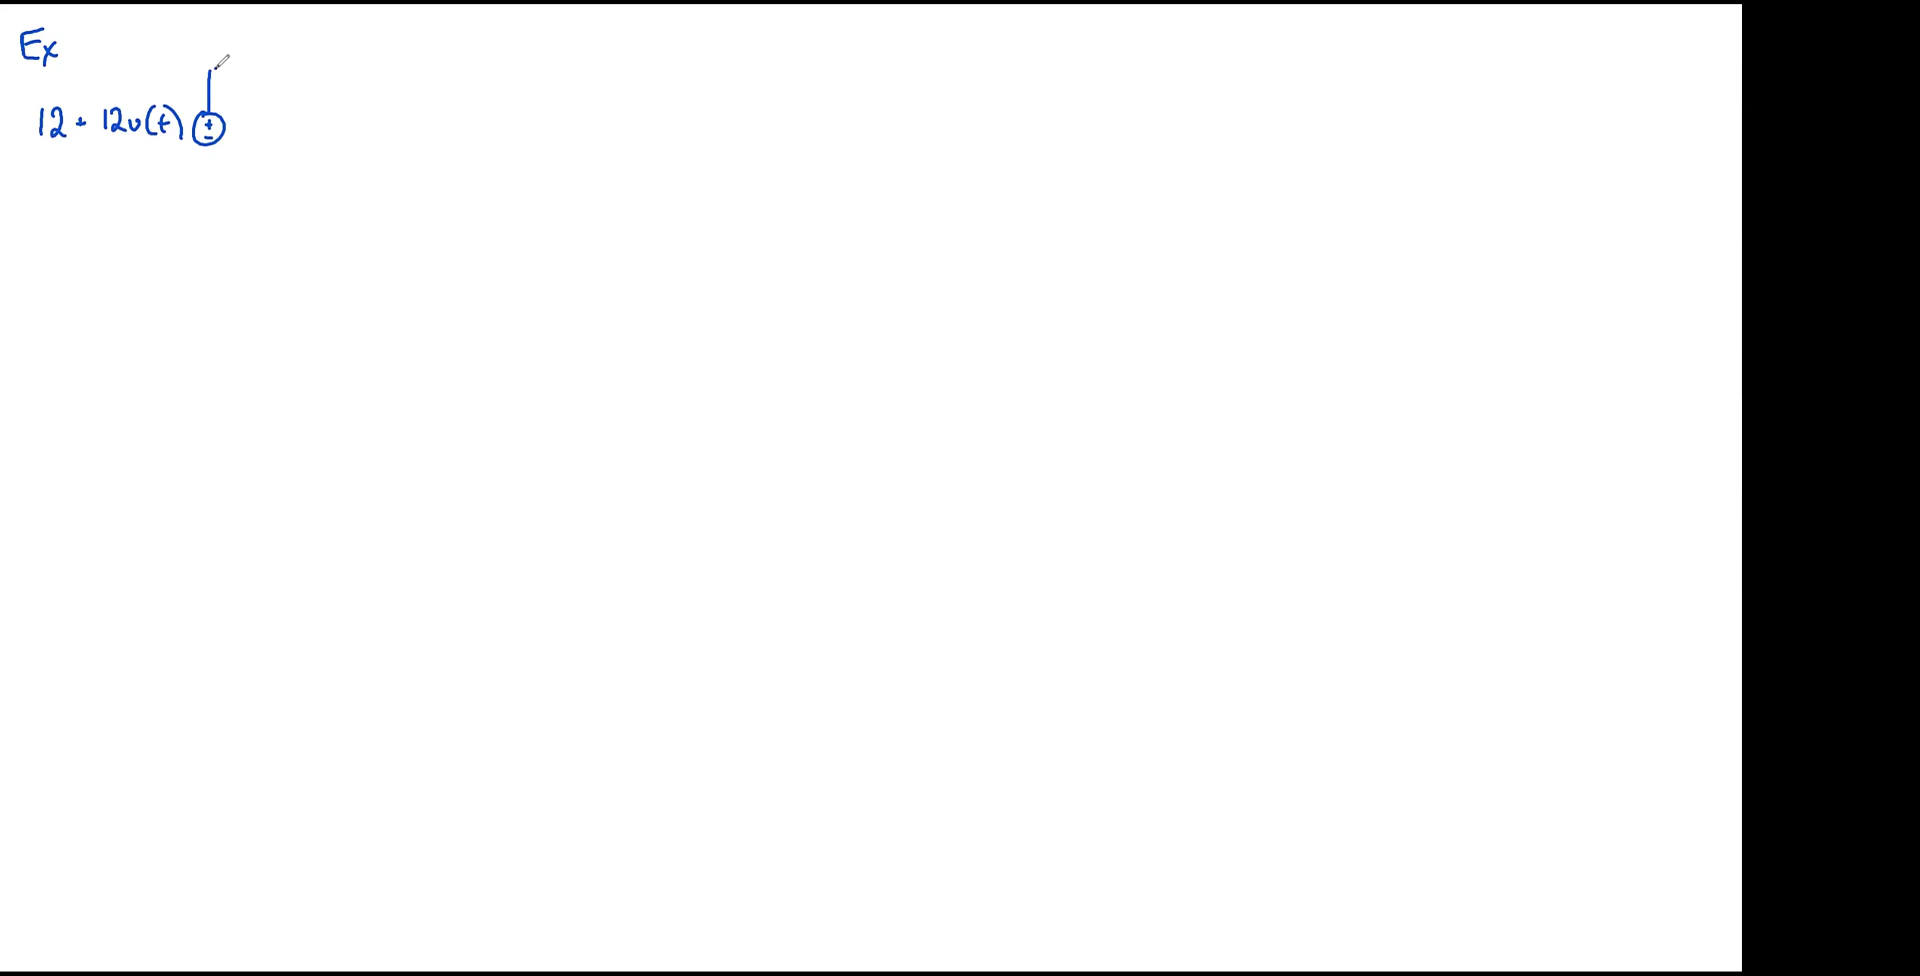 Ex
12 + 12u(t) + -